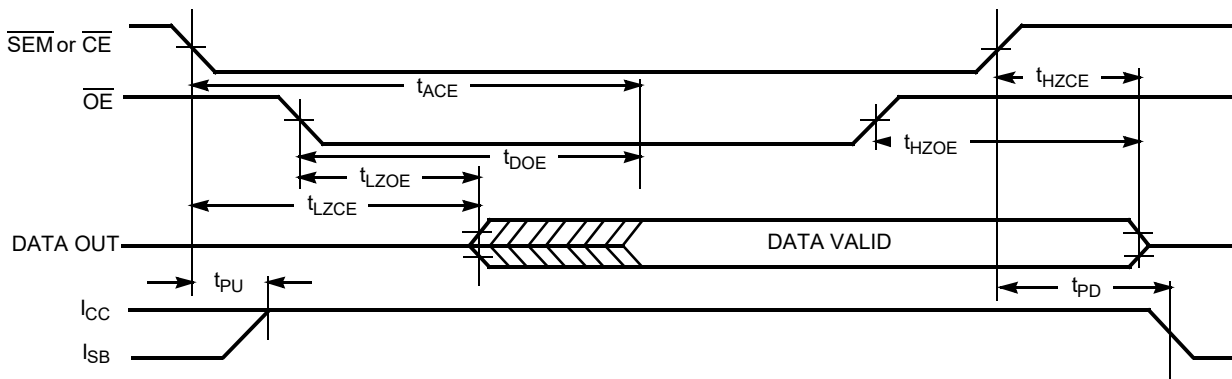 SEM or CE
tACE
tHZCE
OE
tDOE
tHZOE
tLZOE
tLZCE
DATA OUT
DATA VALID
tPU
tPD
ICC
ISB